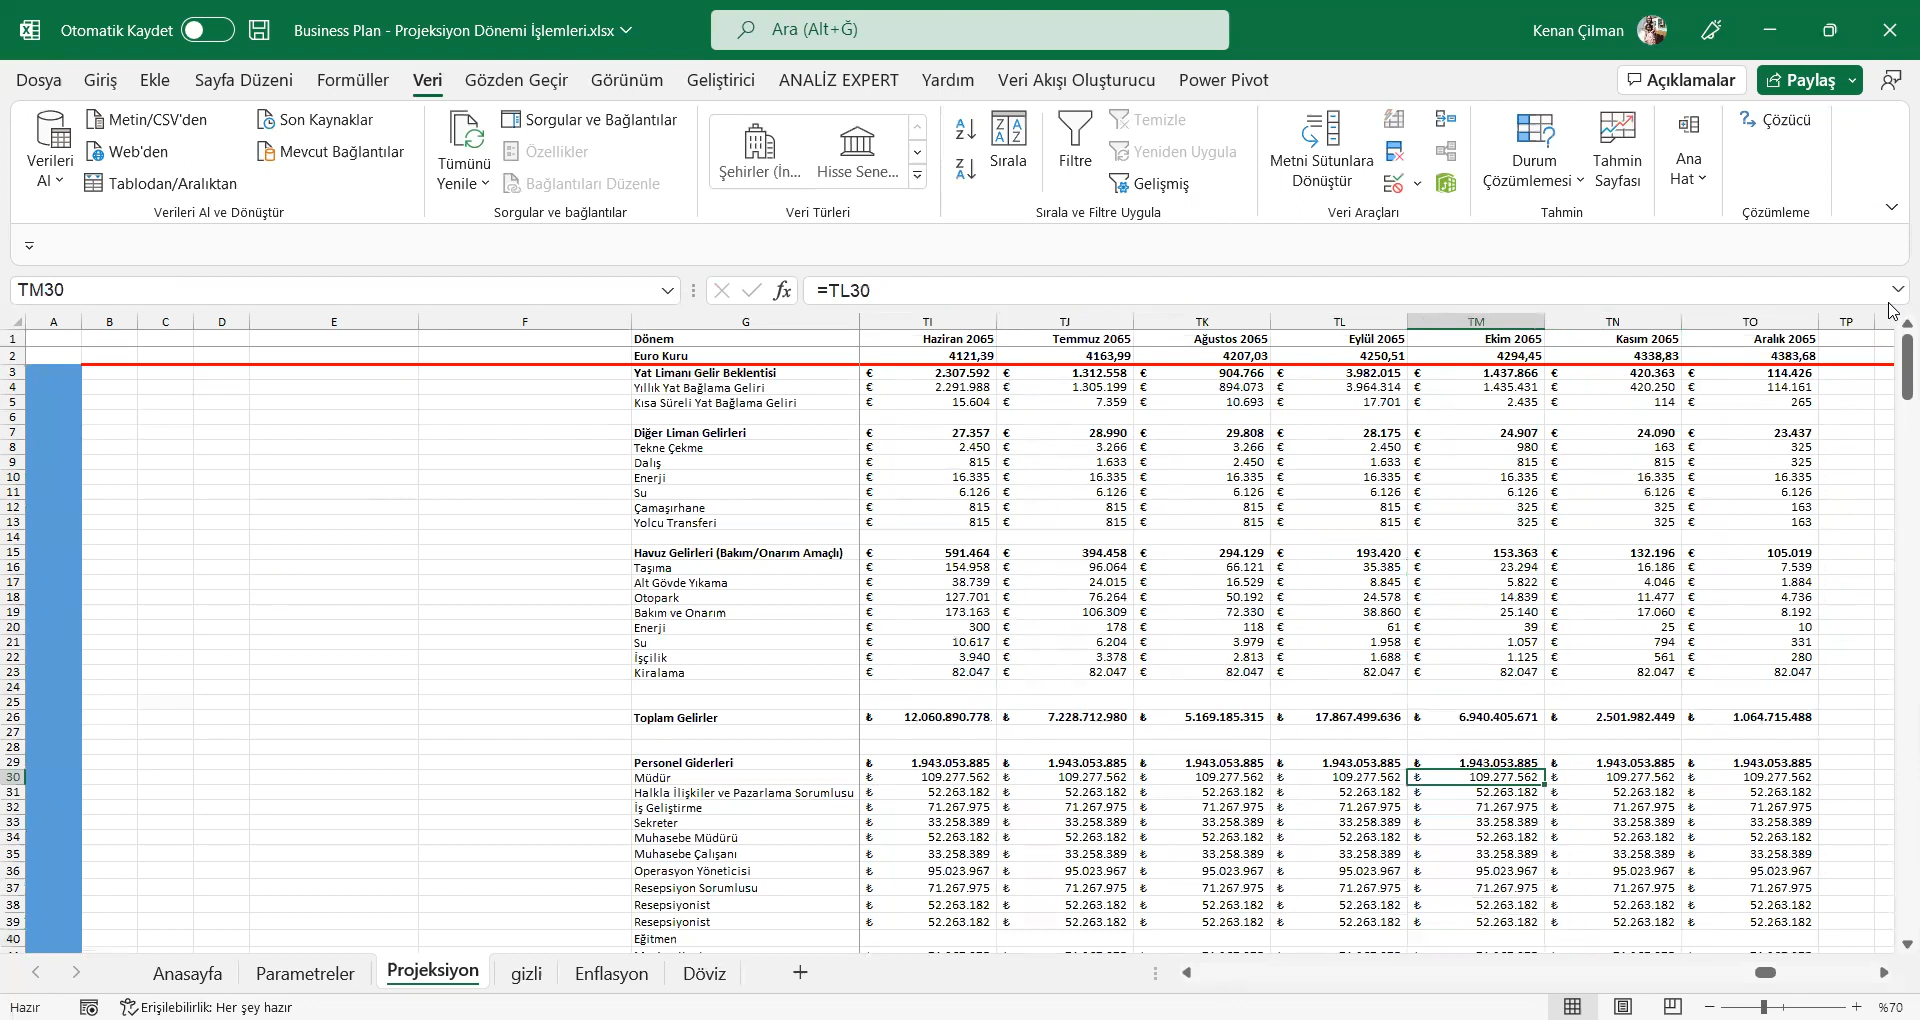 Otomatik Kaydet Business Plan - Projeksiyon Dönemi İşlemleri.xlsx Ara (Alt+Ğ) Kenan Çilman
Dosya Giriş Ekle Sayfa Düzeni Formüller Veri Gözden Geçir Görünüm Geliştirici ANALİZ EXPERT Yardım Veri Akışı Oluşturucu Power Pivot Açıklamalar Paylaş
Verileri Al
Metin/CSV'den
Web'den
Tablodan/Aralıktan
Son Kaynaklar
Mevcut Bağlantılar
Verileri Al ve Dönüştür
Tümünü Yenile
Sorgular ve Bağlantılar
Özellikler
Bağlantıları Düzenle
Sorgular ve bağlantılar
Şehirler (İn... Hisse Sene...
Veri Türleri
Sırala
Filtre
Temizle
Yeniden Uygula
Gelişmiş
Sırala ve Filtre Uygula
Metni Sütunlara Dönüştür
Veri Araçları
Durum Çözümlemesi
Tahmin Sayfası
Tahmin
Ana Hat
Çözücü
Çözümleme
TM30 fx =TL30
A B C D E F G TI TJ TK TL TM TN TO TP
1 Dönem Haziran 2065 Temmuz 2065 Ağustos 2065 Eylül 2065 Ekim 2065 Kasım 2065 Aralık 2065
2 Euro Kuru 4121,39 4163,99 4207,03 4250,51 4294,45 4338,83 4383,68
3 Yat Limanı Gelir Beklentisi € 2.307.592 € 1.312.558 € 904.766 € 3.982.015 € 1.437.866 € 420.363 € 114.426
4 Yıllık Yat Bağlama Geliri € 2.291.988 € 1.305.199 € 894.073 € 3.964.314 € 1.435.431 € 420.250 € 114.161
5 Kısa Süreli Yat Bağlama Geliri € 15.604 € 7.359 € 10.693 € 17.701 € 2.435 € 114 € 265
6
7 Diğer Liman Gelirleri € 27.357 € 28.990 € 29.808 € 28.175 € 24.907 € 24.090 € 23.437
8 Tekne Çekme € 2.450 € 3.266 € 3.266 € 2.450 € 980 € 163 € 325
9 Dalış € 815 € 1.633 € 2.450 € 1.633 € 815 € 815 € 325
10 Enerji € 16.335 € 16.335 € 16.335 € 16.335 € 16.335 € 16.335 € 16.335
11 Su € 6.126 € 6.126 € 6.126 € 6.126 € 6.126 € 6.126 € 6.126
12 Çamaşırhane € 815 € 815 € 815 € 815 € 325 € 325 € 163
13 Yolcu Transferi € 815 € 815 € 815 € 815 € 325 € 325 € 163
14
15 Havuz Gelirleri (Bakım/Onarım Amaçlı) € 591.464 € 394.458 € 294.129 € 193.420 € 153.363 € 132.196 € 105.019
16 Taşıma € 154.958 € 96.064 € 66.121 € 35.385 € 23.294 € 16.186 € 7.539
17 Alt Gövde Yıkama € 38.739 € 24.015 € 16.529 € 8.845 € 5.822 € 4.046 € 1.884
18 Otopark € 127.701 € 76.264 € 50.192 € 24.578 € 14.839 € 11.477 € 4.736
19 Bakım ve Onarım € 173.163 € 106.309 € 72.330 € 38.860 € 25.140 € 17.060 € 8.192
20 Enerji € 300 € 178 € 118 € 61 € 39 € 25 € 10
21 Su € 10.617 € 6.204 € 3.979 € 1.958 € 1.057 € 794 € 331
22 İşçilik € 3.940 € 3.378 € 2.813 € 1.688 € 1.125 € 561 € 280
23 Kiralama € 82.047 € 82.047 € 82.047 € 82.047 € 82.047 € 82.047 € 82.047
24
25
26 Toplam Gelirler ₺ 12.060.890.778 ₺ 7.228.712.980 ₺ 5.169.185.315 ₺ 17.867.499.636 ₺ 6.940.405.671 ₺ 2.501.982.449 ₺ 1.064.715.488
27
28
29 Personel Giderleri ₺ 1.943.053.885 ₺ 1.943.053.885 ₺ 1.943.053.885 ₺ 1.943.053.885 ₺ 1.943.053.885 ₺ 1.943.053.885 ₺ 1.943.053.885
30 Müdür ₺ 109.277.562 ₺ 109.277.562 ₺ 109.277.562 ₺ 109.277.562 ₺ 109.277.562 ₺ 109.277.562 ₺ 109.277.562
31 Halkla İlişkiler ve Pazarlama Sorumlusu ₺ 52.263.182 ₺ 52.263.182 ₺ 52.263.182 ₺ 52.263.182 ₺ 52.263.182 ₺ 52.263.182 ₺ 52.263.182
32 İş Geliştirme ₺ 71.267.975 ₺ 71.267.975 ₺ 71.267.975 ₺ 71.267.975 ₺ 71.267.975 ₺ 71.267.975 ₺ 71.267.975
33 Sekreter ₺ 33.258.389 ₺ 33.258.389 ₺ 33.258.389 ₺ 33.258.389 ₺ 33.258.389 ₺ 33.258.389 ₺ 33.258.389
34 Muhasebe Müdürü ₺ 52.263.182 ₺ 52.263.182 ₺ 52.263.182 ₺ 52.263.182 ₺ 52.263.182 ₺ 52.263.182 ₺ 52.263.182
35 Muhasebe Çalışanı ₺ 33.258.389 ₺ 33.258.389 ₺ 33.258.389 ₺ 33.258.389 ₺ 33.258.389 ₺ 33.258.389 ₺ 33.258.389
36 Operasyon Yöneticisi ₺ 95.023.967 ₺ 95.023.967 ₺ 95.023.967 ₺ 95.023.967 ₺ 95.023.967 ₺ 95.023.967 ₺ 95.023.967
37 Resepsiyon Sorumlusu ₺ 71.267.975 ₺ 71.267.975 ₺ 71.267.975 ₺ 71.267.975 ₺ 71.267.975 ₺ 71.267.975 ₺ 71.267.975
38 Resepsiyonist ₺ 52.263.182 ₺ 52.263.182 ₺ 52.263.182 ₺ 52.263.182 ₺ 52.263.182 ₺ 52.263.182 ₺ 52.263.182
39 Resepsiyonist ₺ 52.263.182 ₺ 52.263.182 ₺ 52.263.182 ₺ 52.263.182 ₺ 52.263.182 ₺ 52.263.182 ₺ 52.263.182
40 Eğitmen
Anasayfa Parametreler Projeksiyon gizli Enflasyon Döviz
Hazır Erişilebilirlik: Her şey hazır %70